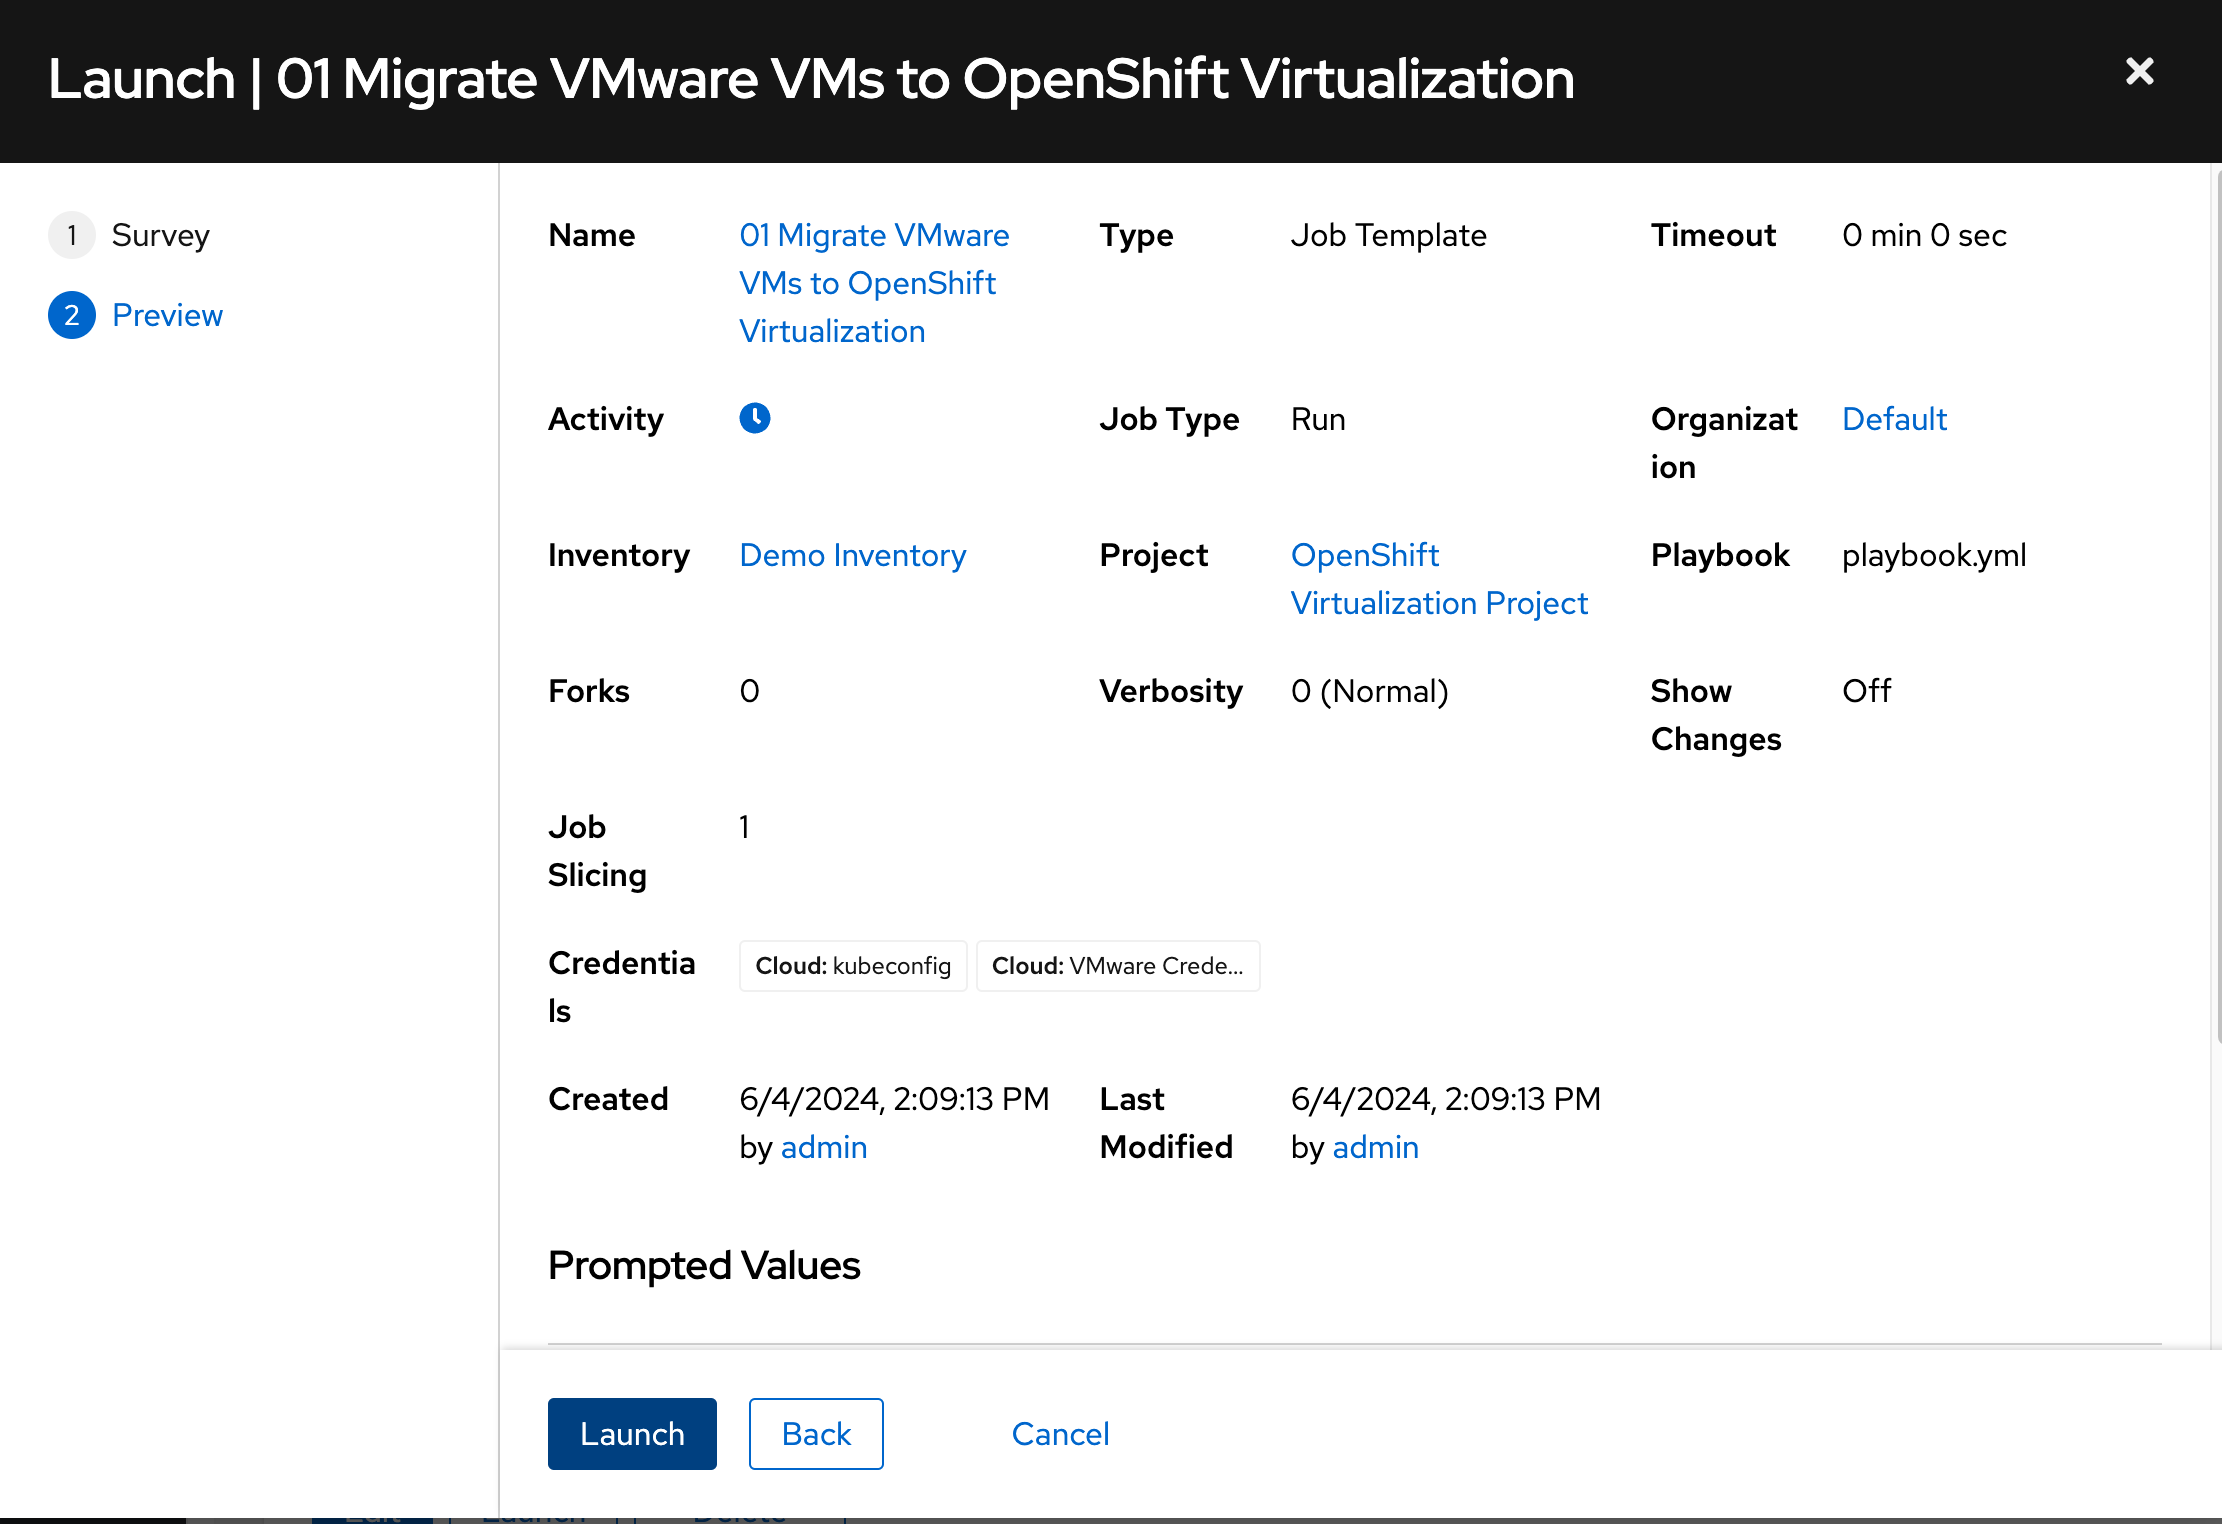 Launch | 01 Migrate VMware VMs to OpenShift Virtualization
1 Survey
2 Preview
Name 01 Migrate VMware VMs to OpenShift Virtualization
Type Job Template
Timeout 0 min 0 sec
Activity
Job Type Run
Organization Default
Inventory Demo Inventory
Project OpenShift Virtualization Project
Playbook playbook.yml
Forks 0
Verbosity 0 (Normal)
Show Changes Off
Job Slicing 1
Credentials Cloud: kubeconfig Cloud: VMware Crede...
Created 6/4/2024, 2:09:13 PM by admin
Last Modified 6/4/2024, 2:09:13 PM by admin
Prompted Values
Launch Back Cancel
Edit Launch Delete